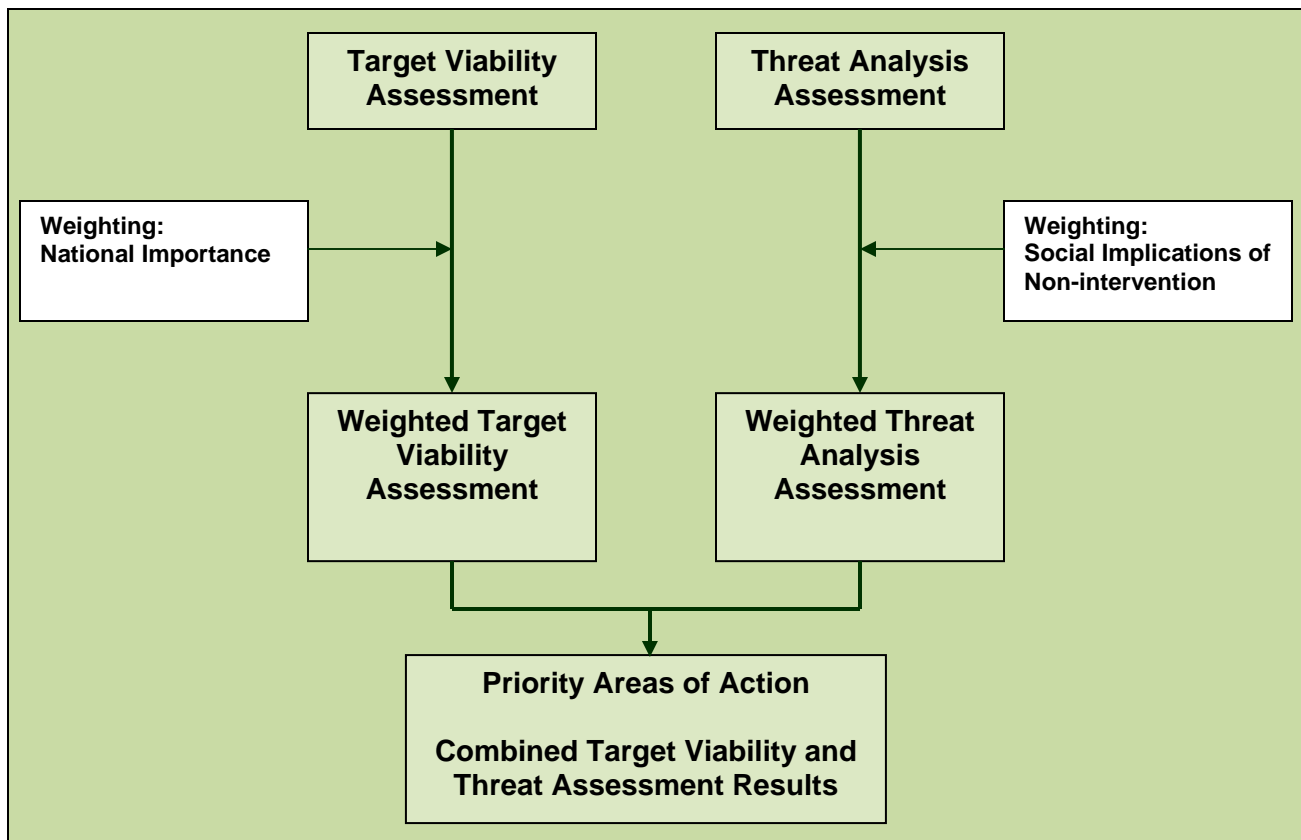 Target Viability
Assessment
Threat Analysis
Assessment
Weighting:
National Importance
Weighting:
Social Implications of
Non-intervention
Weighted Target
Viability
Assessment
Weighted Threat
Analysis
Assessment
Priority Areas of Action
Combined Target Viability and
Threat Assessment Results